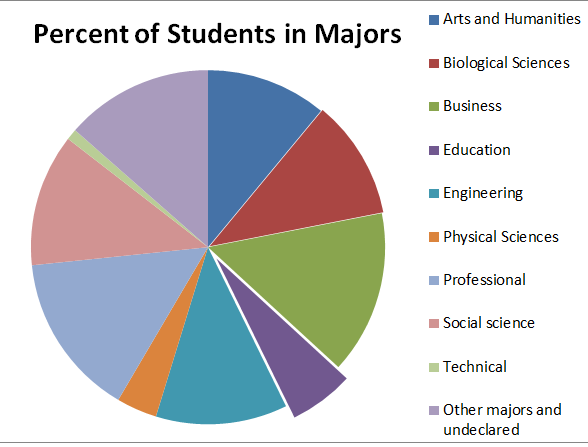 Percent of Students in Majors
Arts and Humanities
Biological Sciences
Business
Education
Engineering
Physical Sciences
Professional
Social science
Technical
Other majors and
undeclared